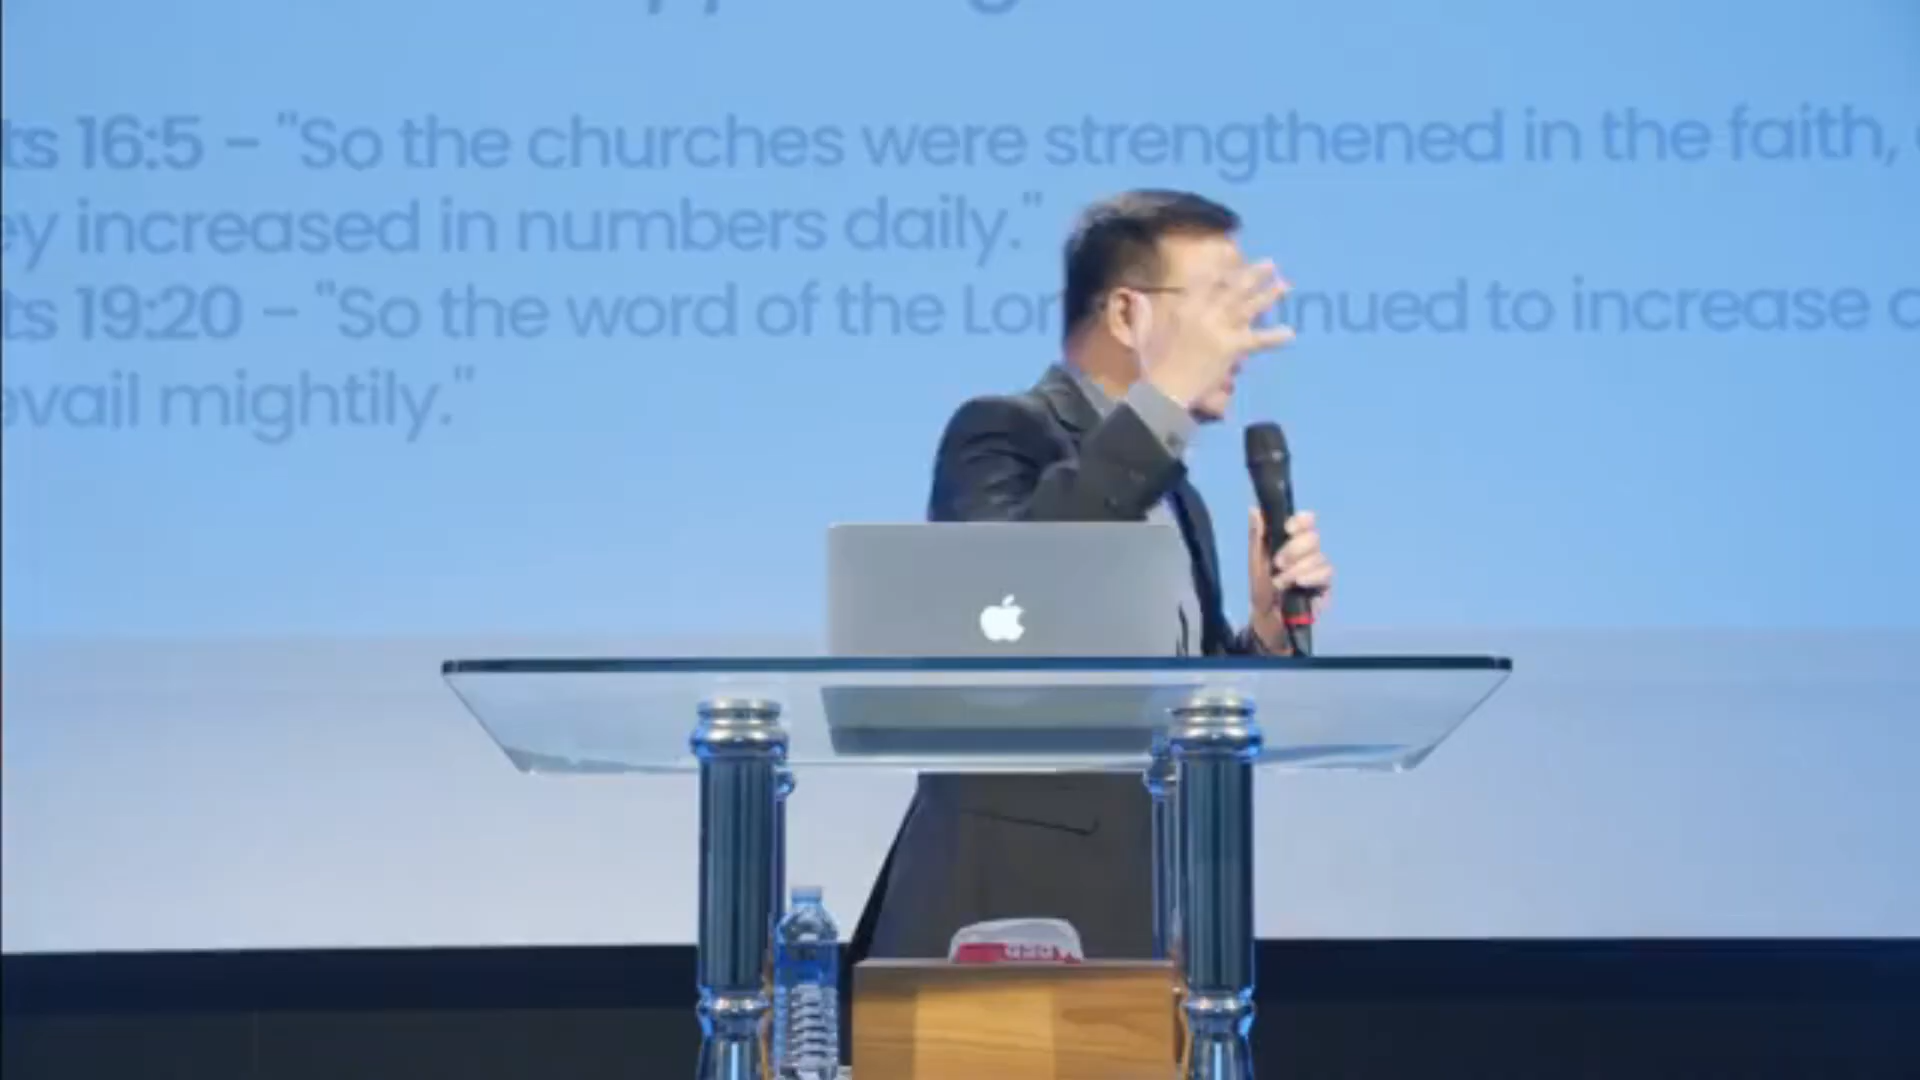 ts 16:5 – "So the churches were strengthened in the faith,
ey increased in numbers daily."
ts 19:20 – "So the word of the Lor nued to increase
evail mightily."